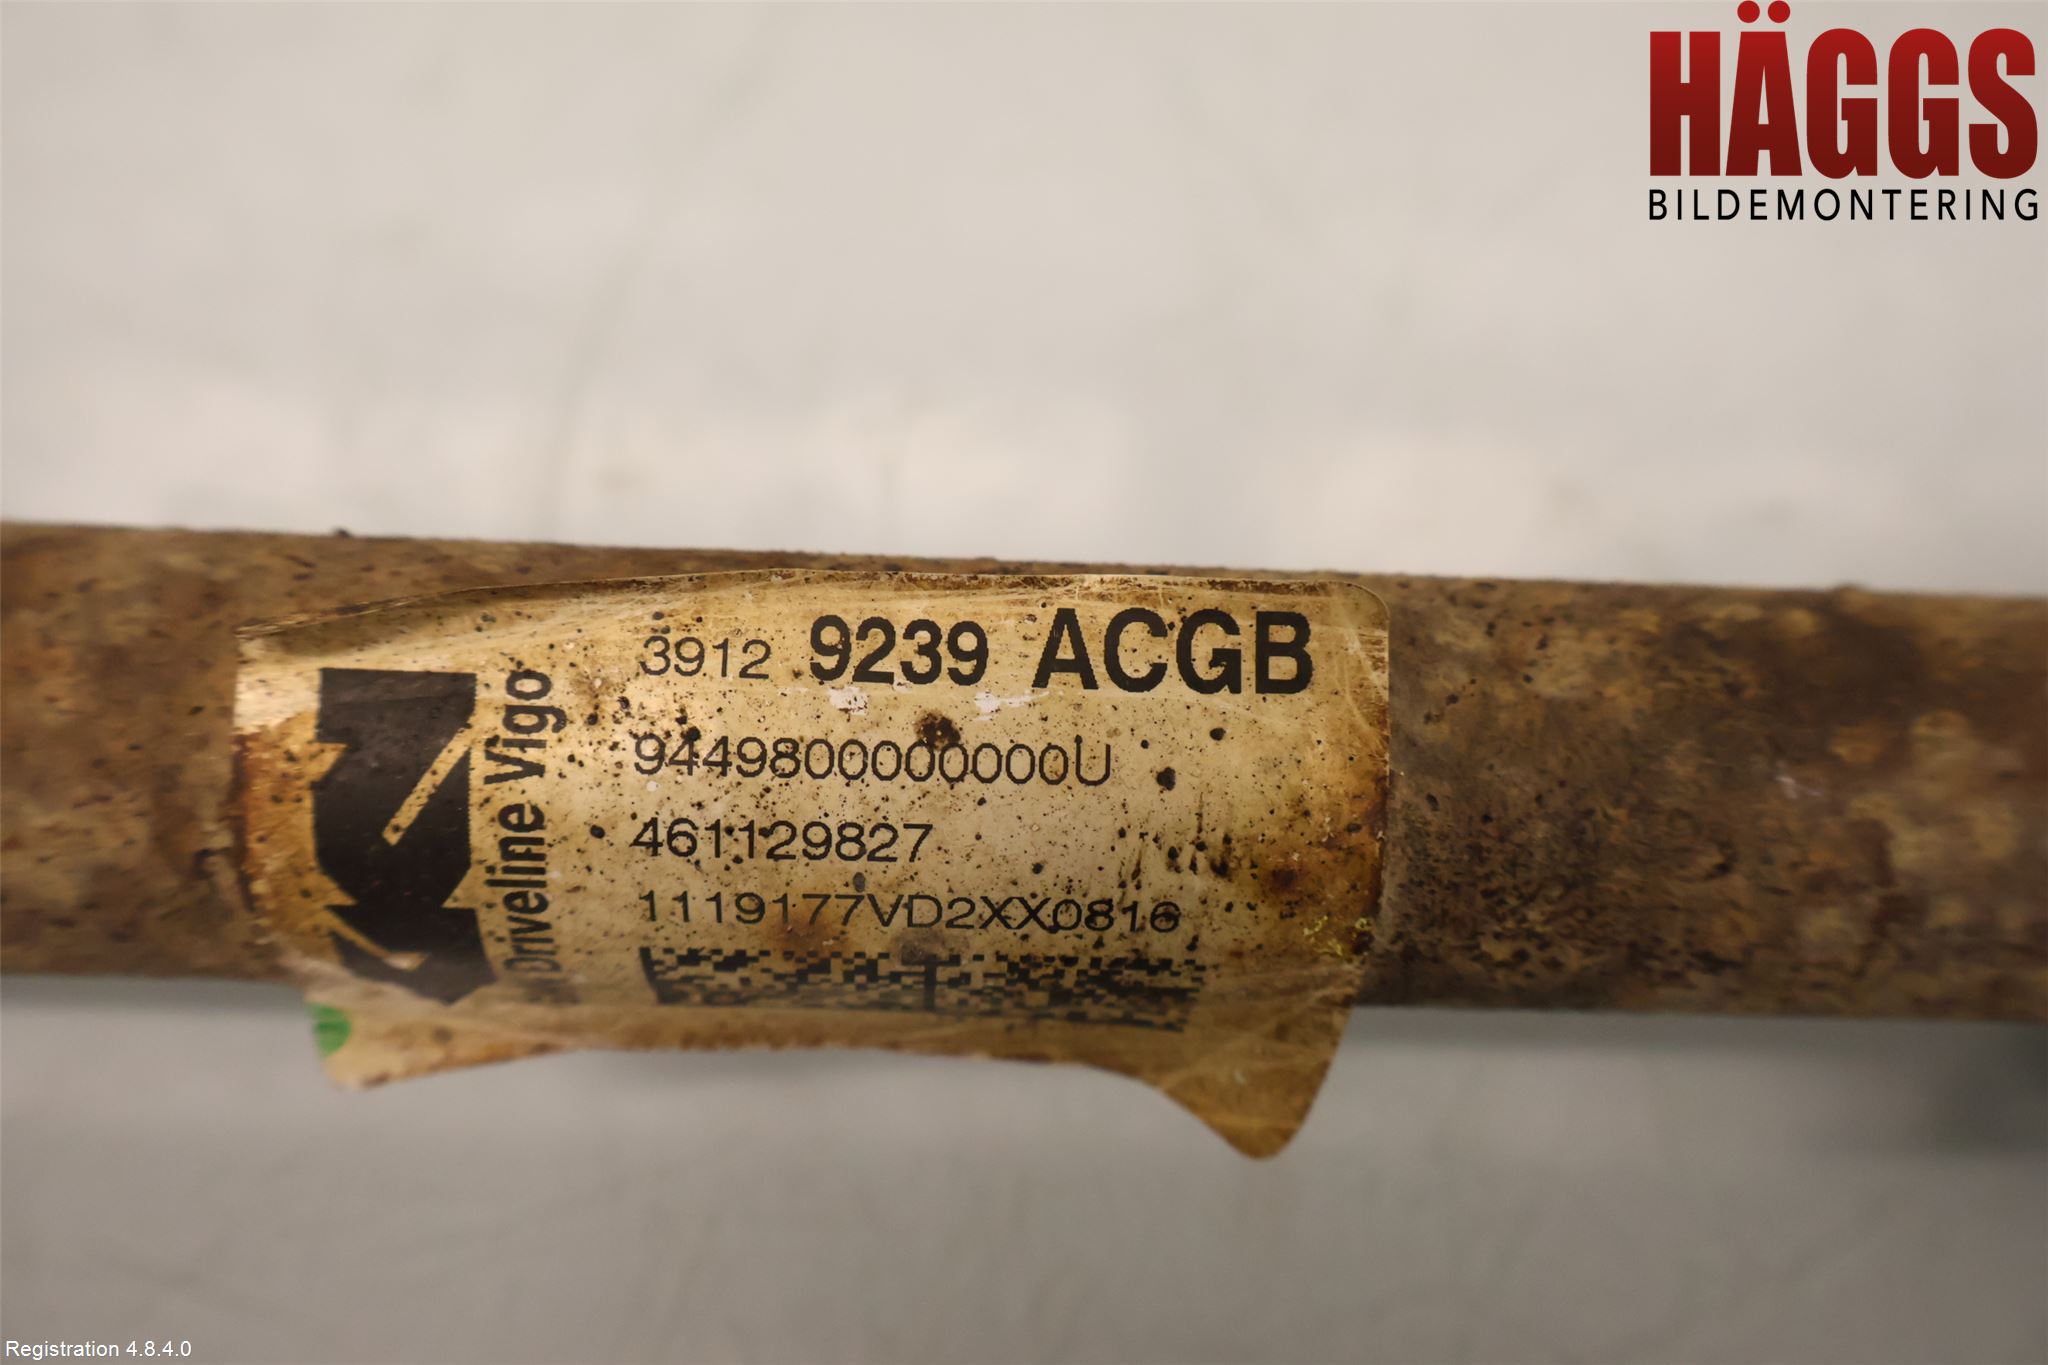 HÄGGS
BILDEMONTERING
3912 9239 ACGB
9449800000000U
461129827
1119177VD2XX0816
Driveline Vigo
Registration 4.8.4.0